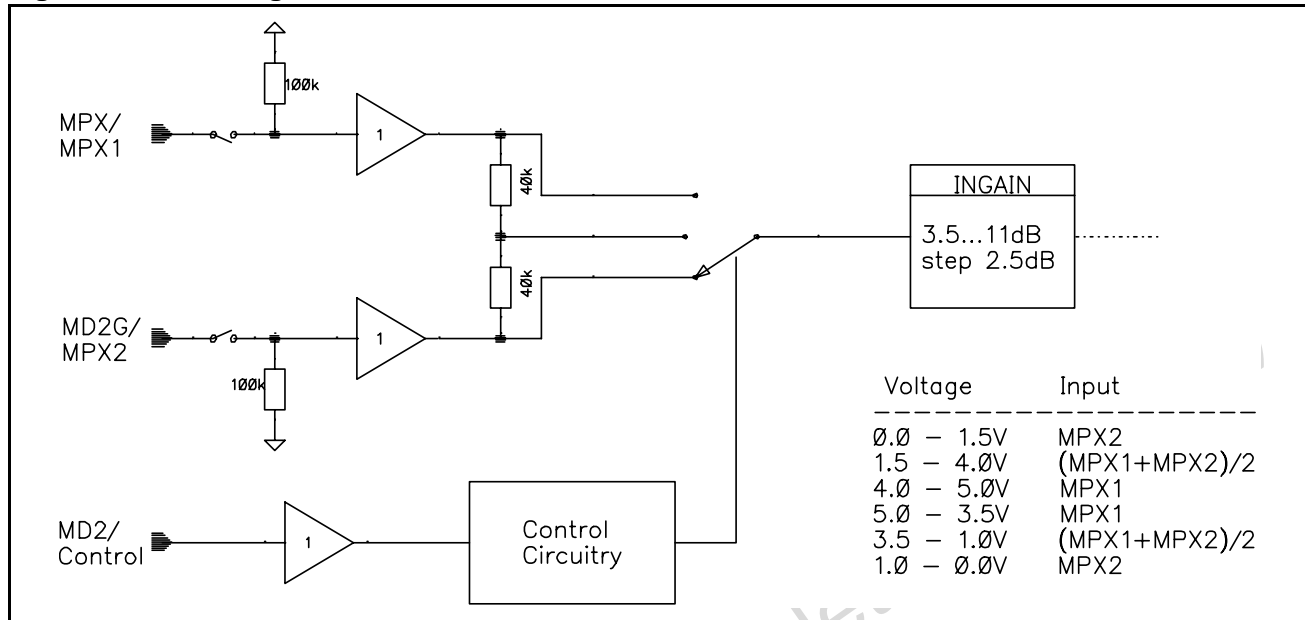 100k
MPX/
MPX1
1
40k
INGAIN
3.5...11dB
step 2.5dB
40k
MD2G/
MPX2
1
100k
Voltage Input
0.0 - 1.5V MPX2
1.5 - 4.0V (MPX1+MPX2)/2
4.0 - 5.0V MPX1
5.0 - 3.5V MPX1
3.5 - 1.0V (MPX1+MPX2)/2
1.0 - 0.0V MPX2
MD2/
Control
1
Control
Circuitry